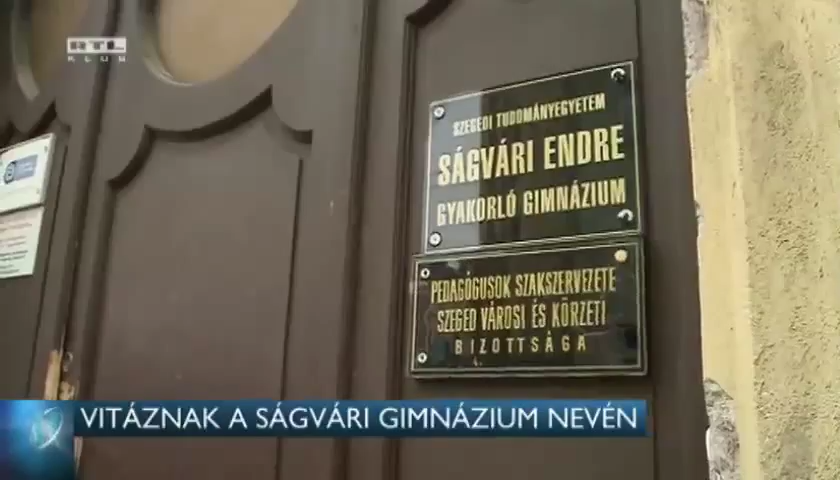 RTL
KLUB
SZEGEDI TUDOMÁNYEGYETEM
SÁGVÁRI ENDRE
GYAKORLÓ GIMNÁZIUM
PEDAGÓGUSOK SZAKSZERVEZETE
SZEGED VÁROSI ÉS KÖRZETI
BIZOTTSÁGA
VITÁZNAK A SÁGVÁRI GIMNÁZIUM NEVÉN